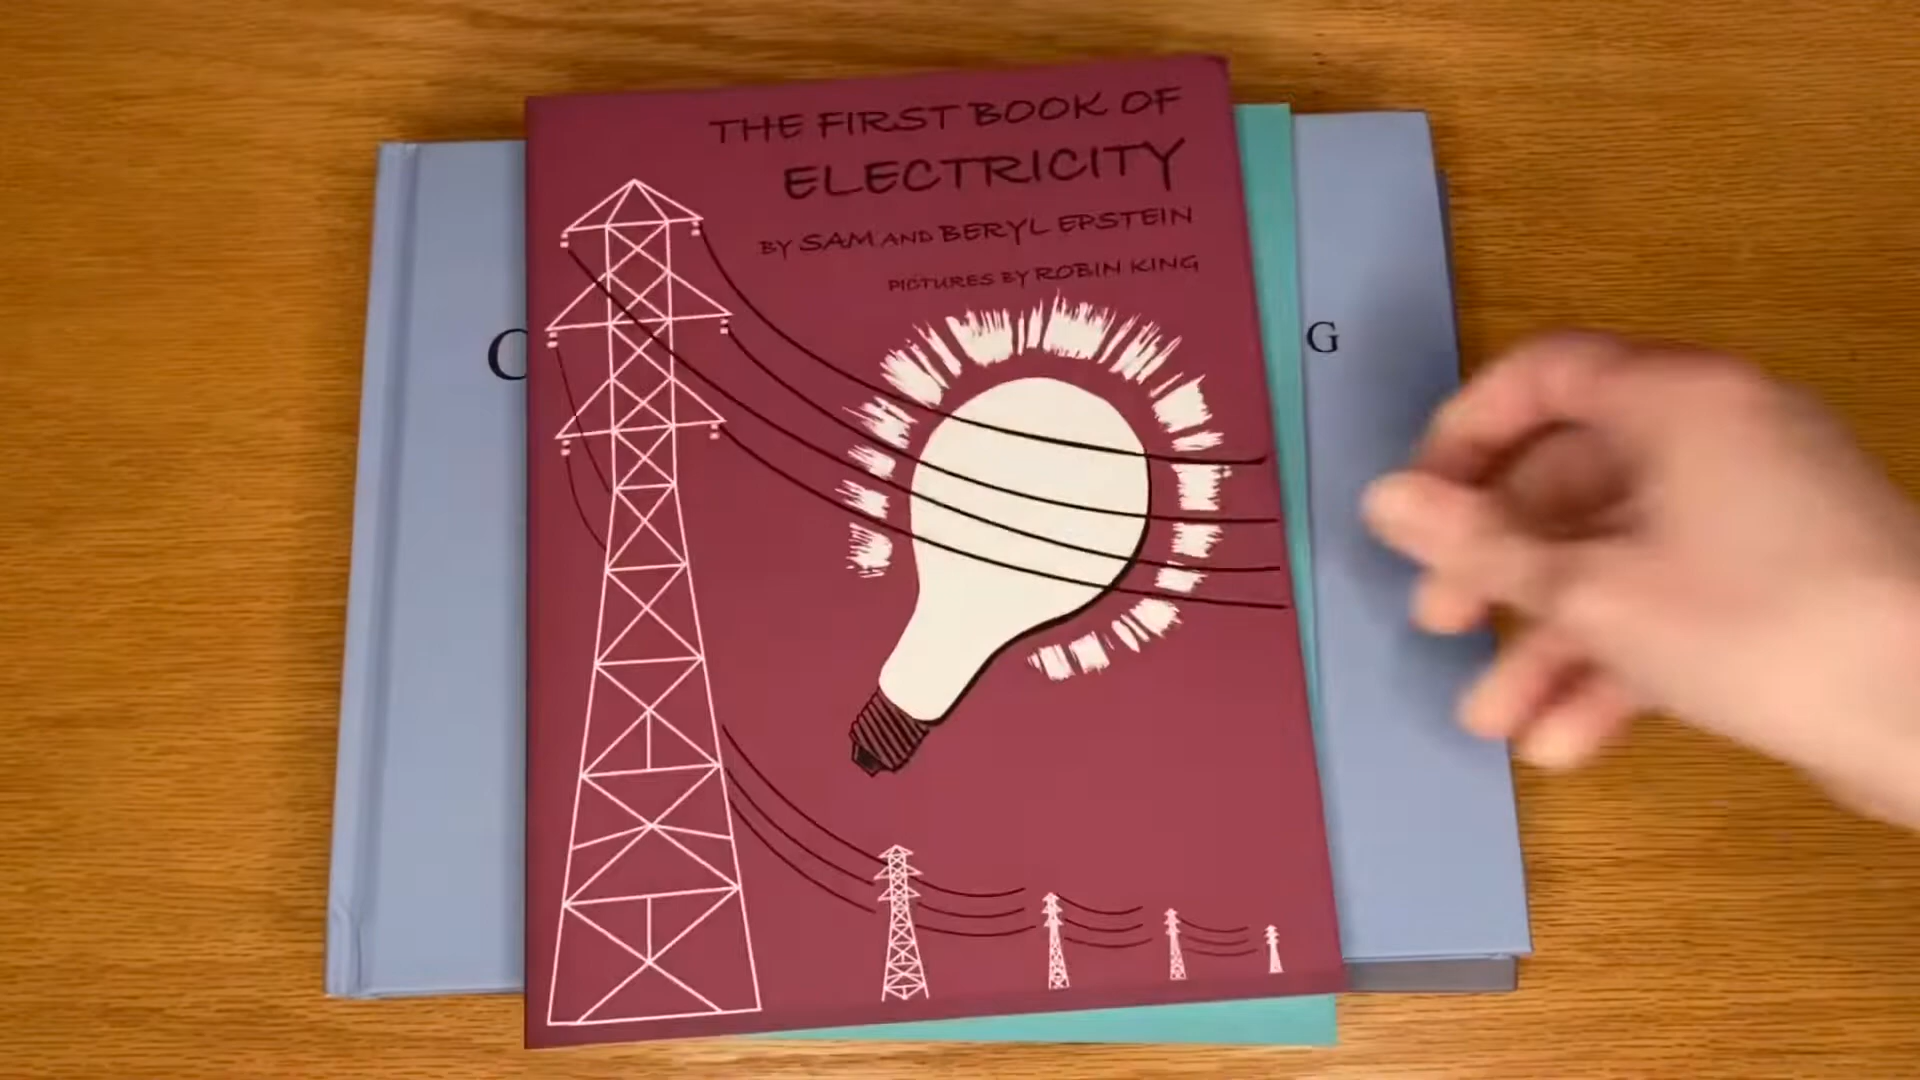 THE FIRST BOOK OF
ELECTRICITY
BY SAM AND BERYL EPSTEIN
PICTURES BY ROBIN KING